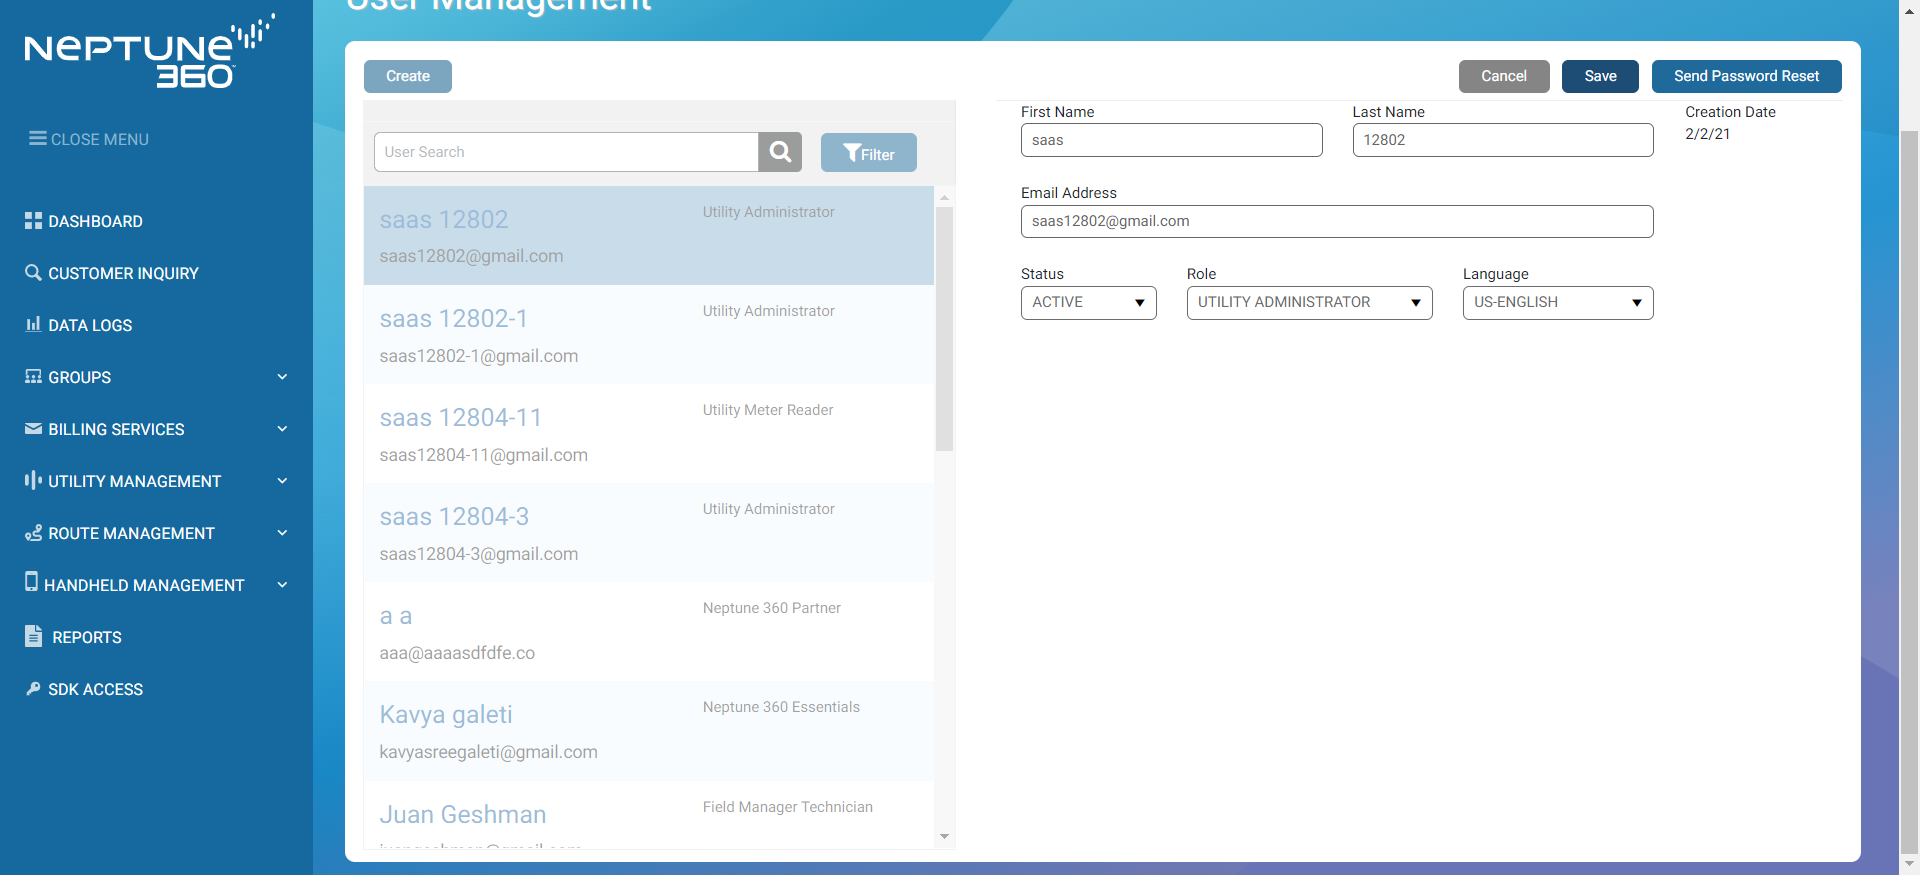 User Management
NEPTUNE
360
CLOSE MENU
DASHBOARD
CUSTOMER INQUIRY
DATA LOGS
GROUPS
BILLING SERVICES
UTILITY MANAGEMENT
ROUTE MANAGEMENT
HANDHELD MANAGEMENT
REPORTS
SDK ACCESS
Create
Cancel
Save
Send Password Reset
User Search
Filter
saas 12802
Utility Administrator
saas12802@gmail.com
saas 12802-1
Utility Administrator
saas12802-1@gmail.com
saas 12804-11
Utility Meter Reader
saas12804-11@gmail.com
saas 12804-3
Utility Administrator
saas12804-3@gmail.com
a a
Neptune 360 Partner
aaa@aaaasdfdfe.co
Kavya galeti
Neptune 360 Essentials
kavyasreegaleti@gmail.com
Juan Geshman
Field Manager Technician
First Name
Last Name
Creation Date
saas
12802
2/2/21
Email Address
saas12802@gmail.com
Status
Role
Language
ACTIVE
UTILITY ADMINISTRATOR
US-ENGLISH